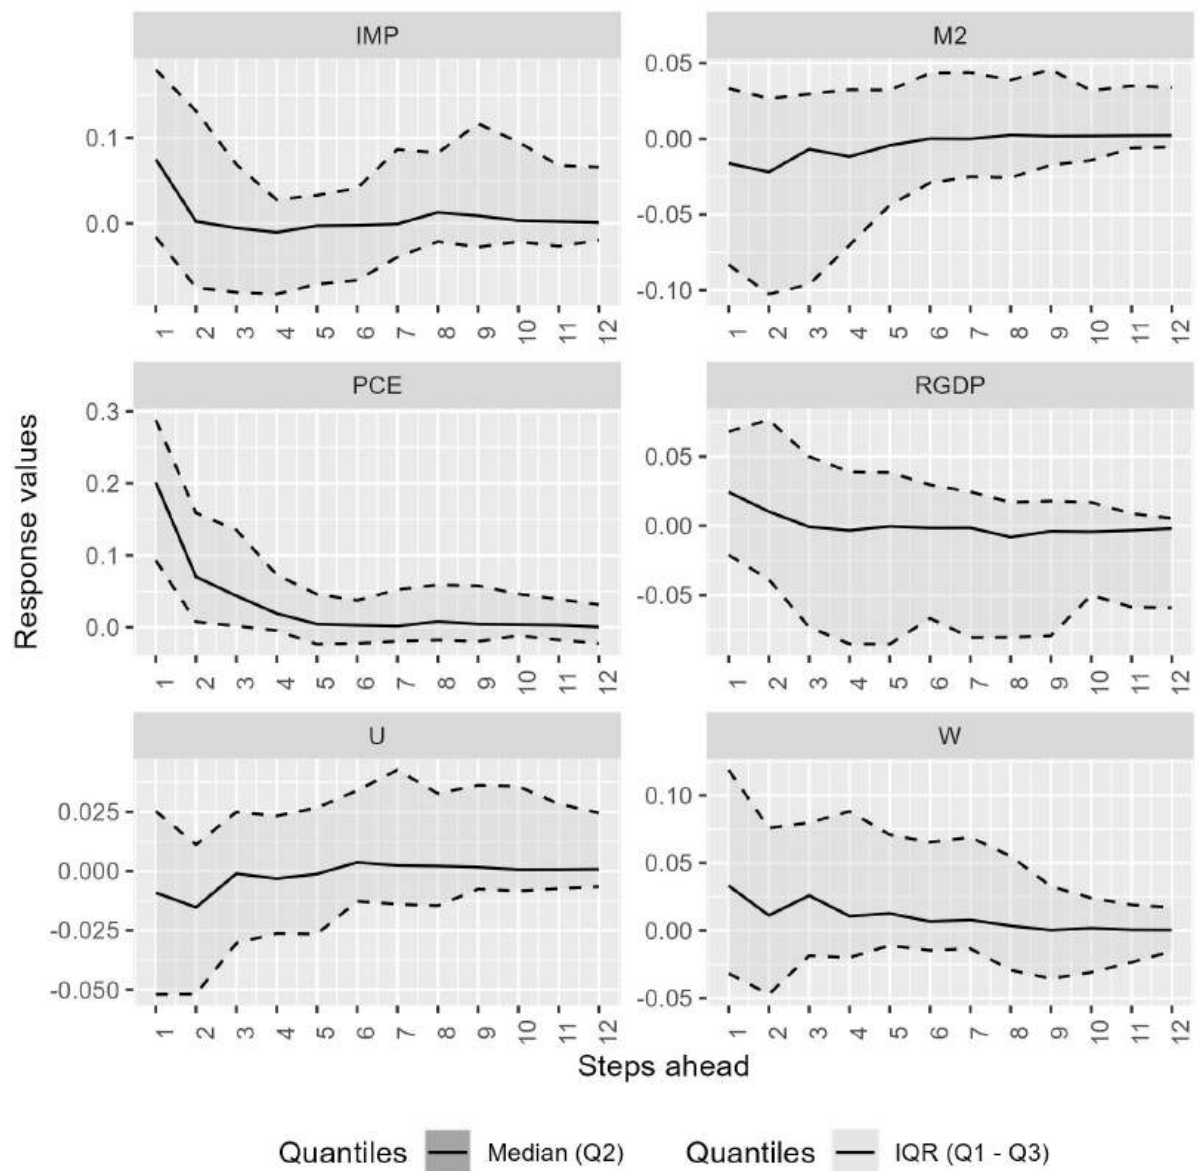 IMP
0.1
0.0
1 2 3 4 5 6 7 8 9 10 11 12
M2
0.05
0.00
-0.05
-0.10
1 2 3 4 5 6 7 8 9 10 11 12
PCE
0.3
0.2
0.1
0.0
1 2 3 4 5 6 7 8 9 10 11 12
RGDP
0.05
0.00
-0.05
1 2 3 4 5 6 7 8 9 10 11 12
Response values
U
0.025
0.000
-0.025
-0.050
1 2 3 4 5 6 7 8 9 10 11 12
W
0.10
0.05
0.00
-0.05
1 2 3 4 5 6 7 8 9 10 11 12
Steps ahead
Quantiles Median (Q2) Quantiles IQR (Q1 - Q3)